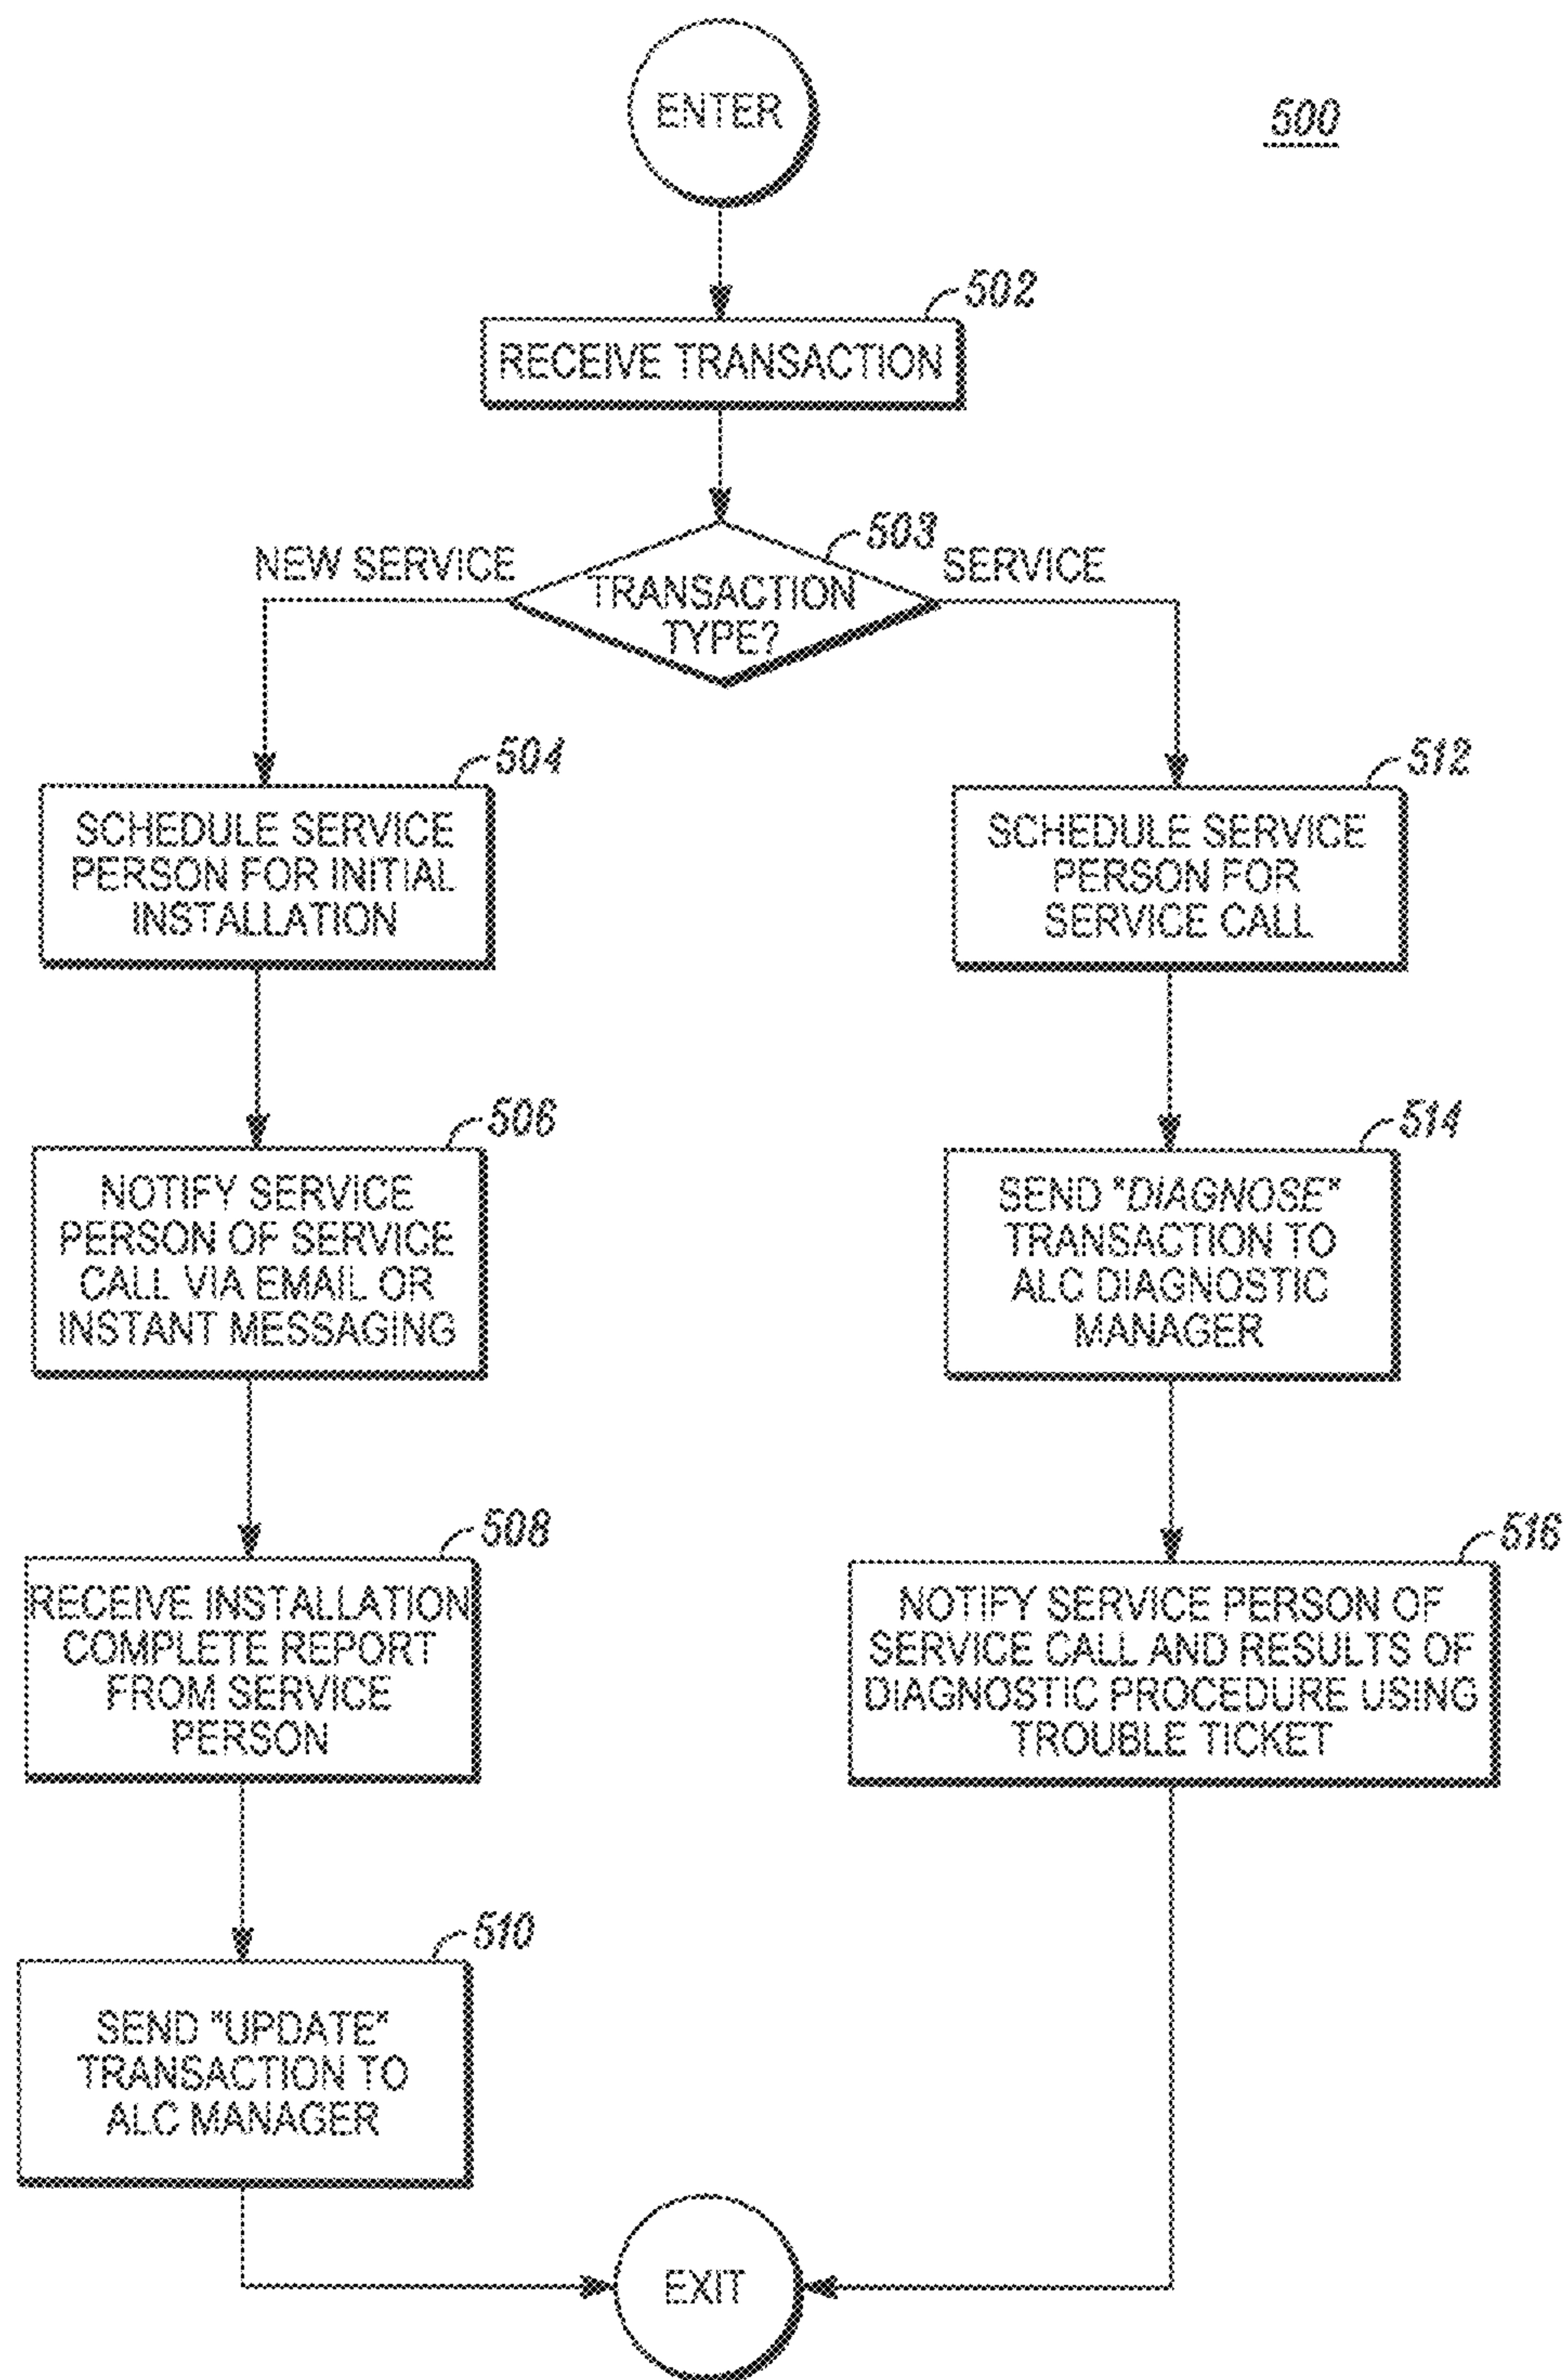 ENTER
500
502
RECEIVE TRANSACTION
503
NEW SERVICE
SERVICE
TRANSACTION
TYPE?
504
SCHEDULE SERVICE
PERSON FOR INITIAL
INSTALLATION
512
SCHEDULE SERVICE
PERSON FOR
SERVICE CALL
506
NOTIFY SERVICE
PERSON OF SERVICE
CALL VIA EMAIL OR
INSTANT MESSAGING
514
SEND "DIAGNOSE"
TRANSACTION TO
ALC DIAGNOSTIC
MANAGER
508
RECEIVE INSTALLATION
COMPLETE REPORT
FROM SERVICE
PERSON
516
NOTIFY SERVICE PERSON OF
SERVICE CALL AND RESULTS OF
DIAGNOSTIC PROCEDURE USING
TROUBLE TICKET
510
SEND "UPDATE"
TRANSACTION TO
ALC MANAGER
EXIT